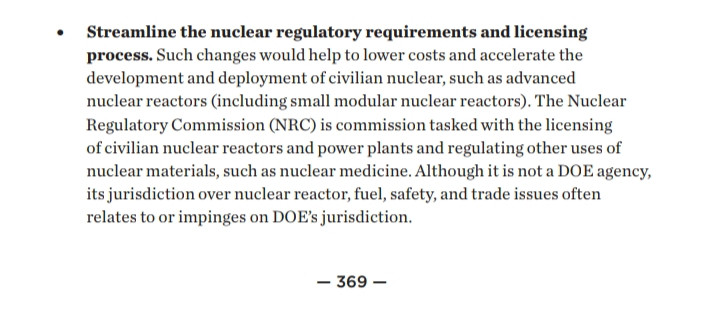 • Streamline the nuclear regulatory requirements and licensing
process. Such changes would help to lower costs and accelerate the
development and deployment of civilian nuclear, such as advanced
nuclear reactors (including small modular nuclear reactors). The Nuclear
Regulatory Commission (NRC) is commission tasked with the licensing
of civilian nuclear reactors and power plants and regulating other uses of
nuclear materials, such as nuclear medicine. Although it is not a DOE agency,
its jurisdiction over nuclear reactor, fuel, safety, and trade issues often
relates to or impinges on DOE’s jurisdiction.
— 369 —